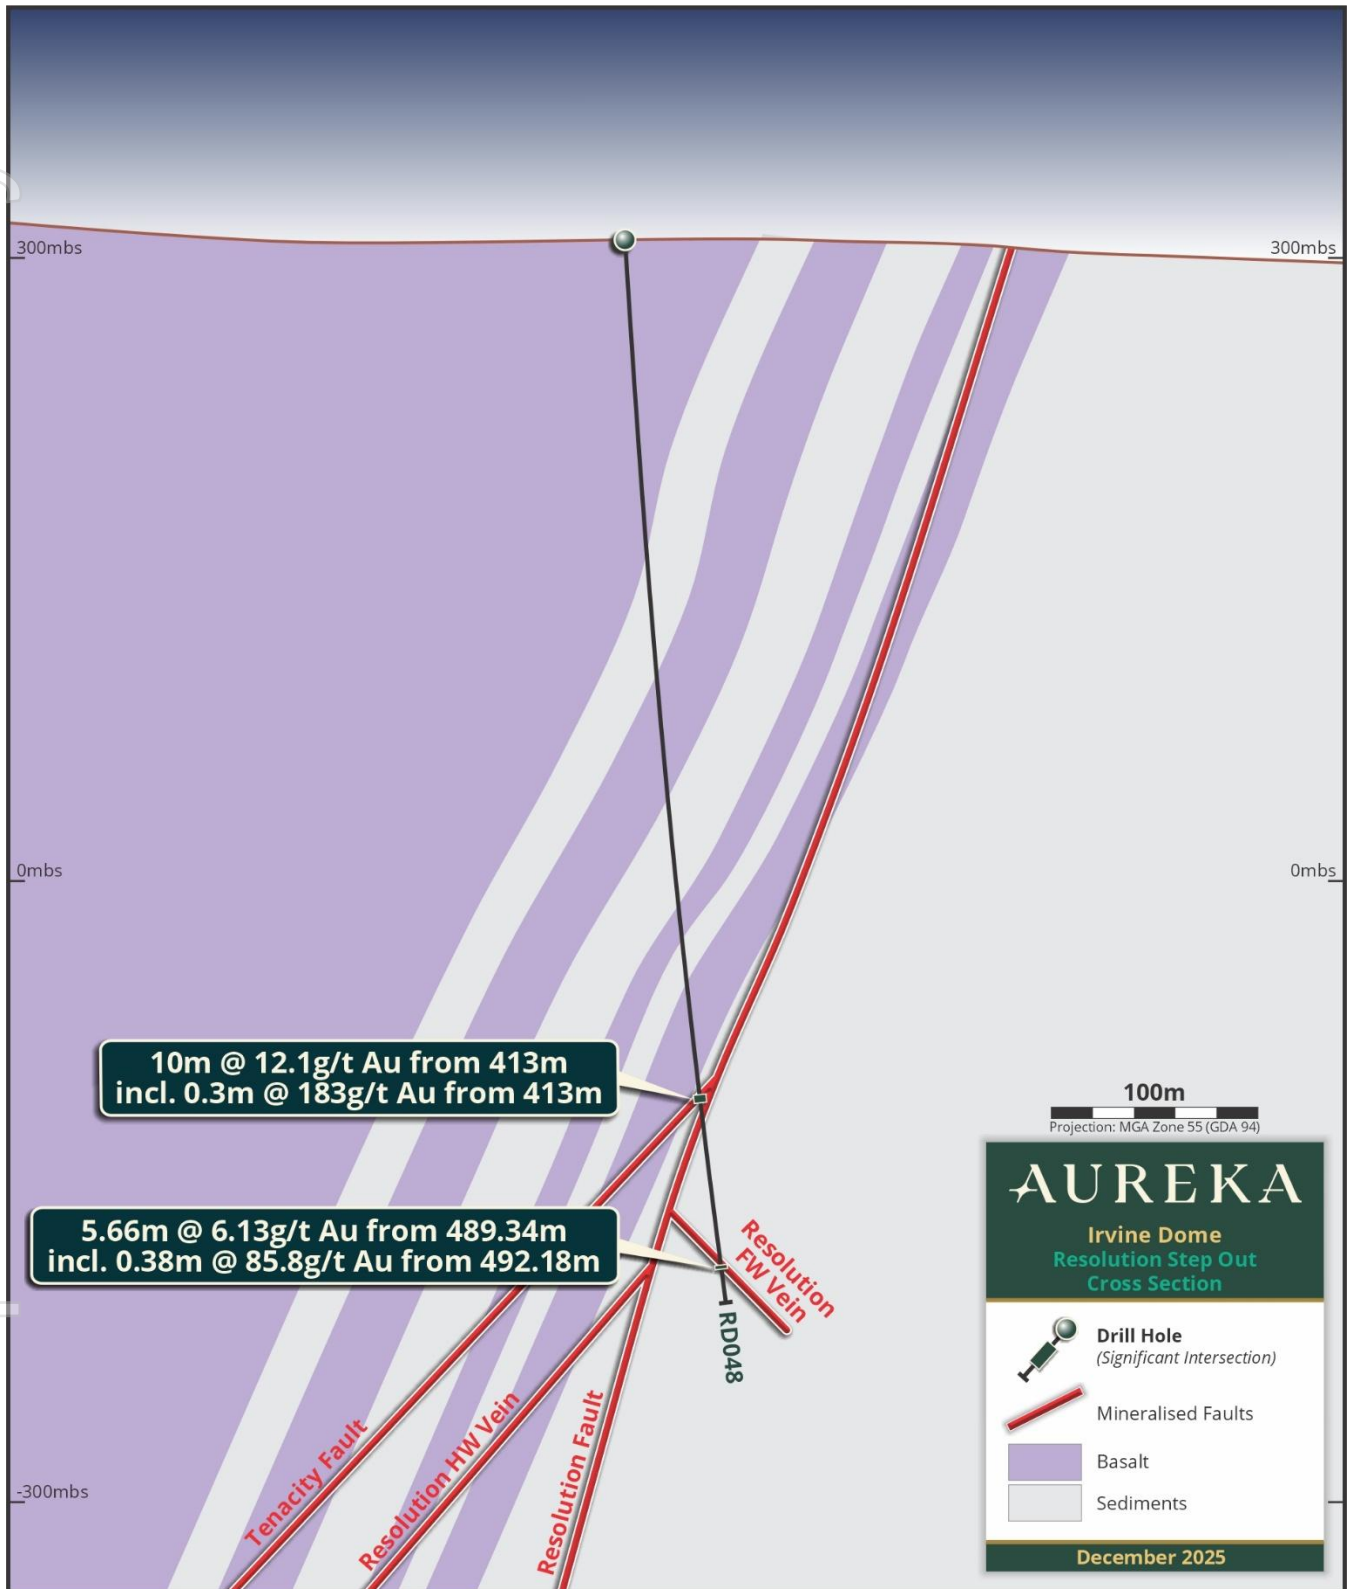 300mbs
300mbs
0mbs
0mbs
10m @ 12.1g/t Au from 413m
incl. 0.3m @ 183g/t Au from 413m
100m
Projection: MGA Zone 55 (GDA 94)
5.66m @ 6.13g/t Au from 489.34m
incl. 0.38m @ 85.8g/t Au from 492.18m
Resolution
FW Vein
RD048
Tenacity Fault
Resolution HW Vein
Resolution Fault
-300mbs
AUREKA
Irvine Dome
Resolution Step Out
Cross Section
Drill Hole
(Significant Intersection)
Mineralised Faults
Basalt
Sediments
December 2025